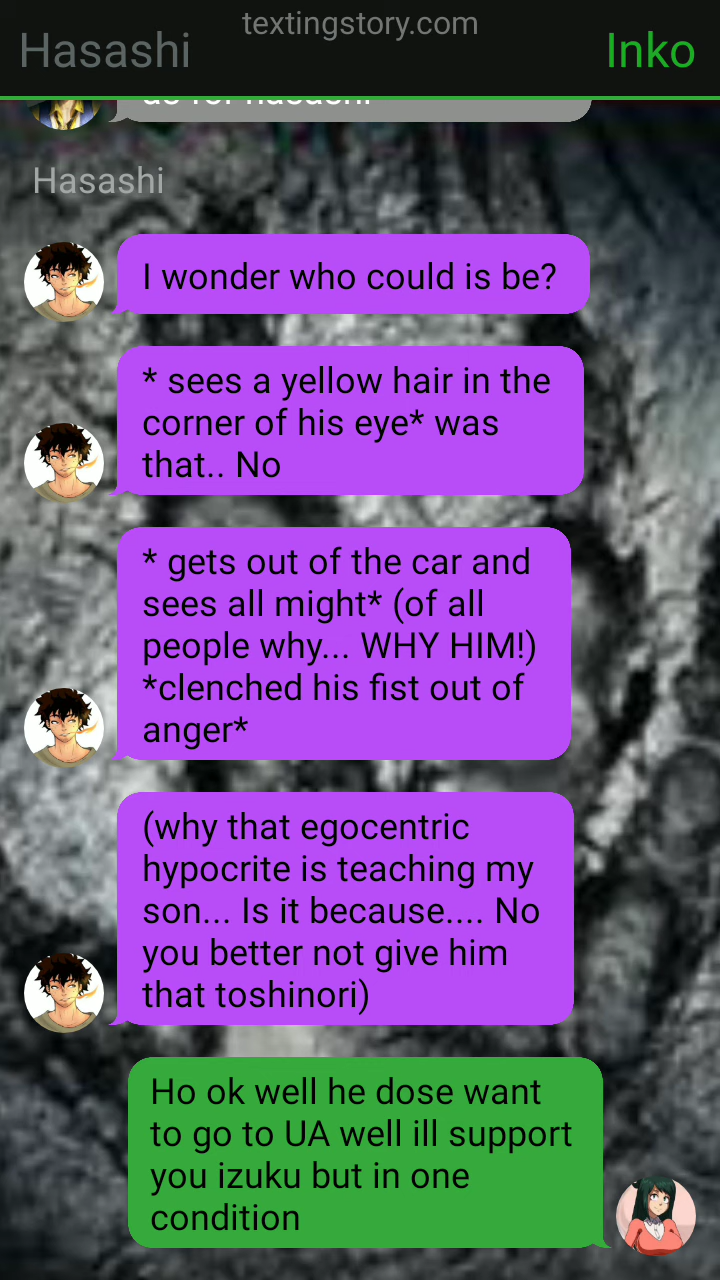 textingstory.com
Hasashi
Inko
as for hasashi
Hasashi
I wonder who could is be?
* sees a yellow hair in the
corner of his eye* was
that.. No
* gets out of the car and
sees all might* (of all
people why... WHY HIM!)
*clenched his fist out of
anger*
(why that egocentric
hypocrite is teaching my
son... Is it because.... No
you better not give him
that toshinori)
Ho ok well he dose want
to go to UA well ill support
you izuku but in one
condition